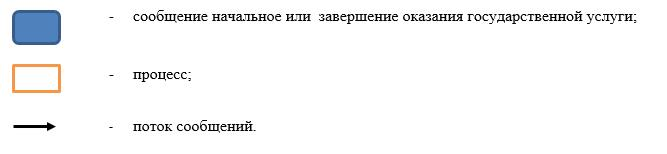 - сообщение начальное или завершение оказания государственной услуги;
- процесс;
- поток сообщений.